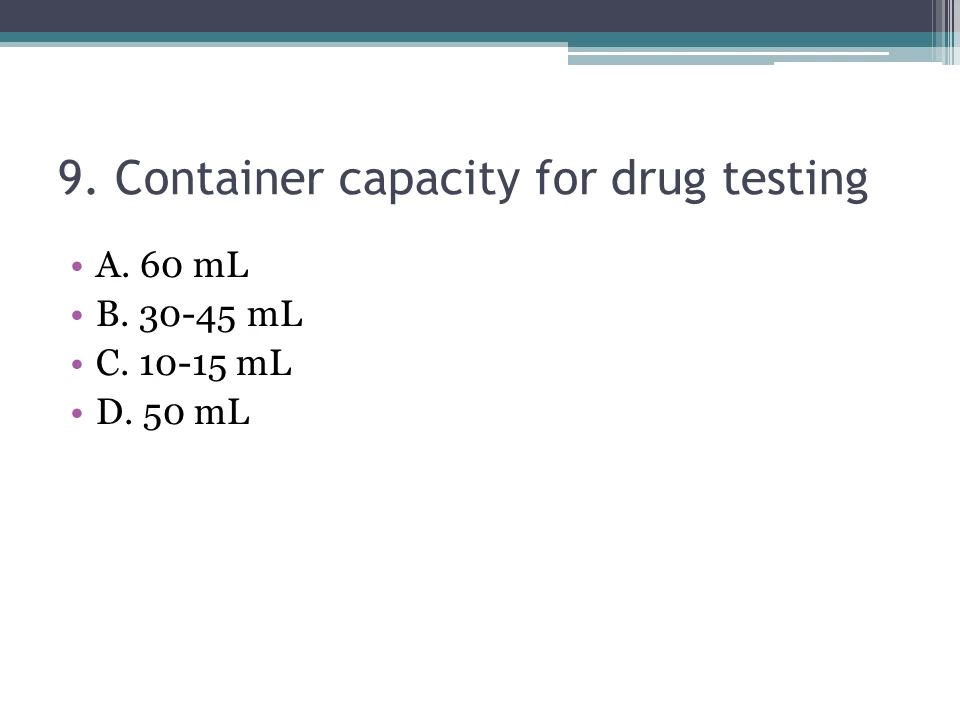 9. Container capacity for drug testing
• A. 60 mL
• B. 30-45 mL
• C. 10-15 mL
• D. 50 mL